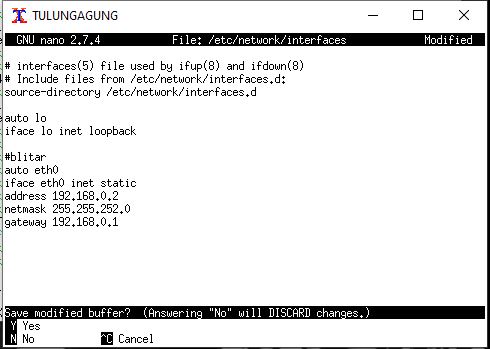 TULUNGAGUNG
GNU nano 2.7.4 File: /etc/network/interfaces Modified
# interfaces(5) file used by ifup(8) and ifdown(8)
# Include files from /etc/network/interfaces.d:
source-directory /etc/network/interfaces.d
auto lo
iface lo inet loopback
#blitar
auto eth0
iface eth0 inet static
address 192.168.0.2
netmask 255.255.252.0
gateway 192.168.0.1
Save modified buffer? (Answering "No" will DISCARD changes.)
Y Yes
N No ^C Cancel